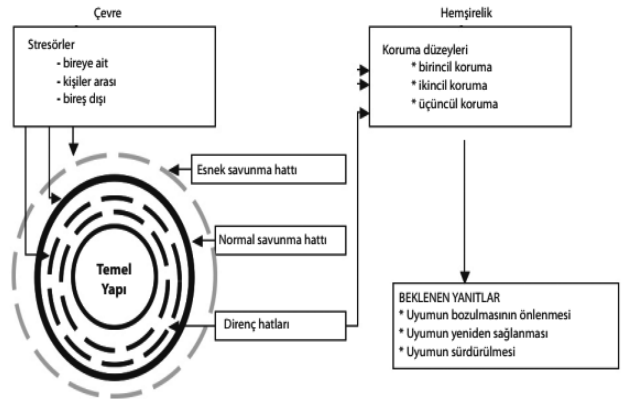 Çevre
Stresörler
- bireye ait
- kişiler arası
- bireş dışı
Hemşirelik
Koruma düzeyleri
* birincil koruma
* ikincil koruma
* üçüncül koruma
Esnek savunma hattı
Normal savunma hattı
Direnç hatları
Temel
Yapı
BEKLENEN YANITLAR
* Uyumun bozulmasının önlenmesi
* Uyumun yeniden sağlanması
* Uyumun sürdürülmesi